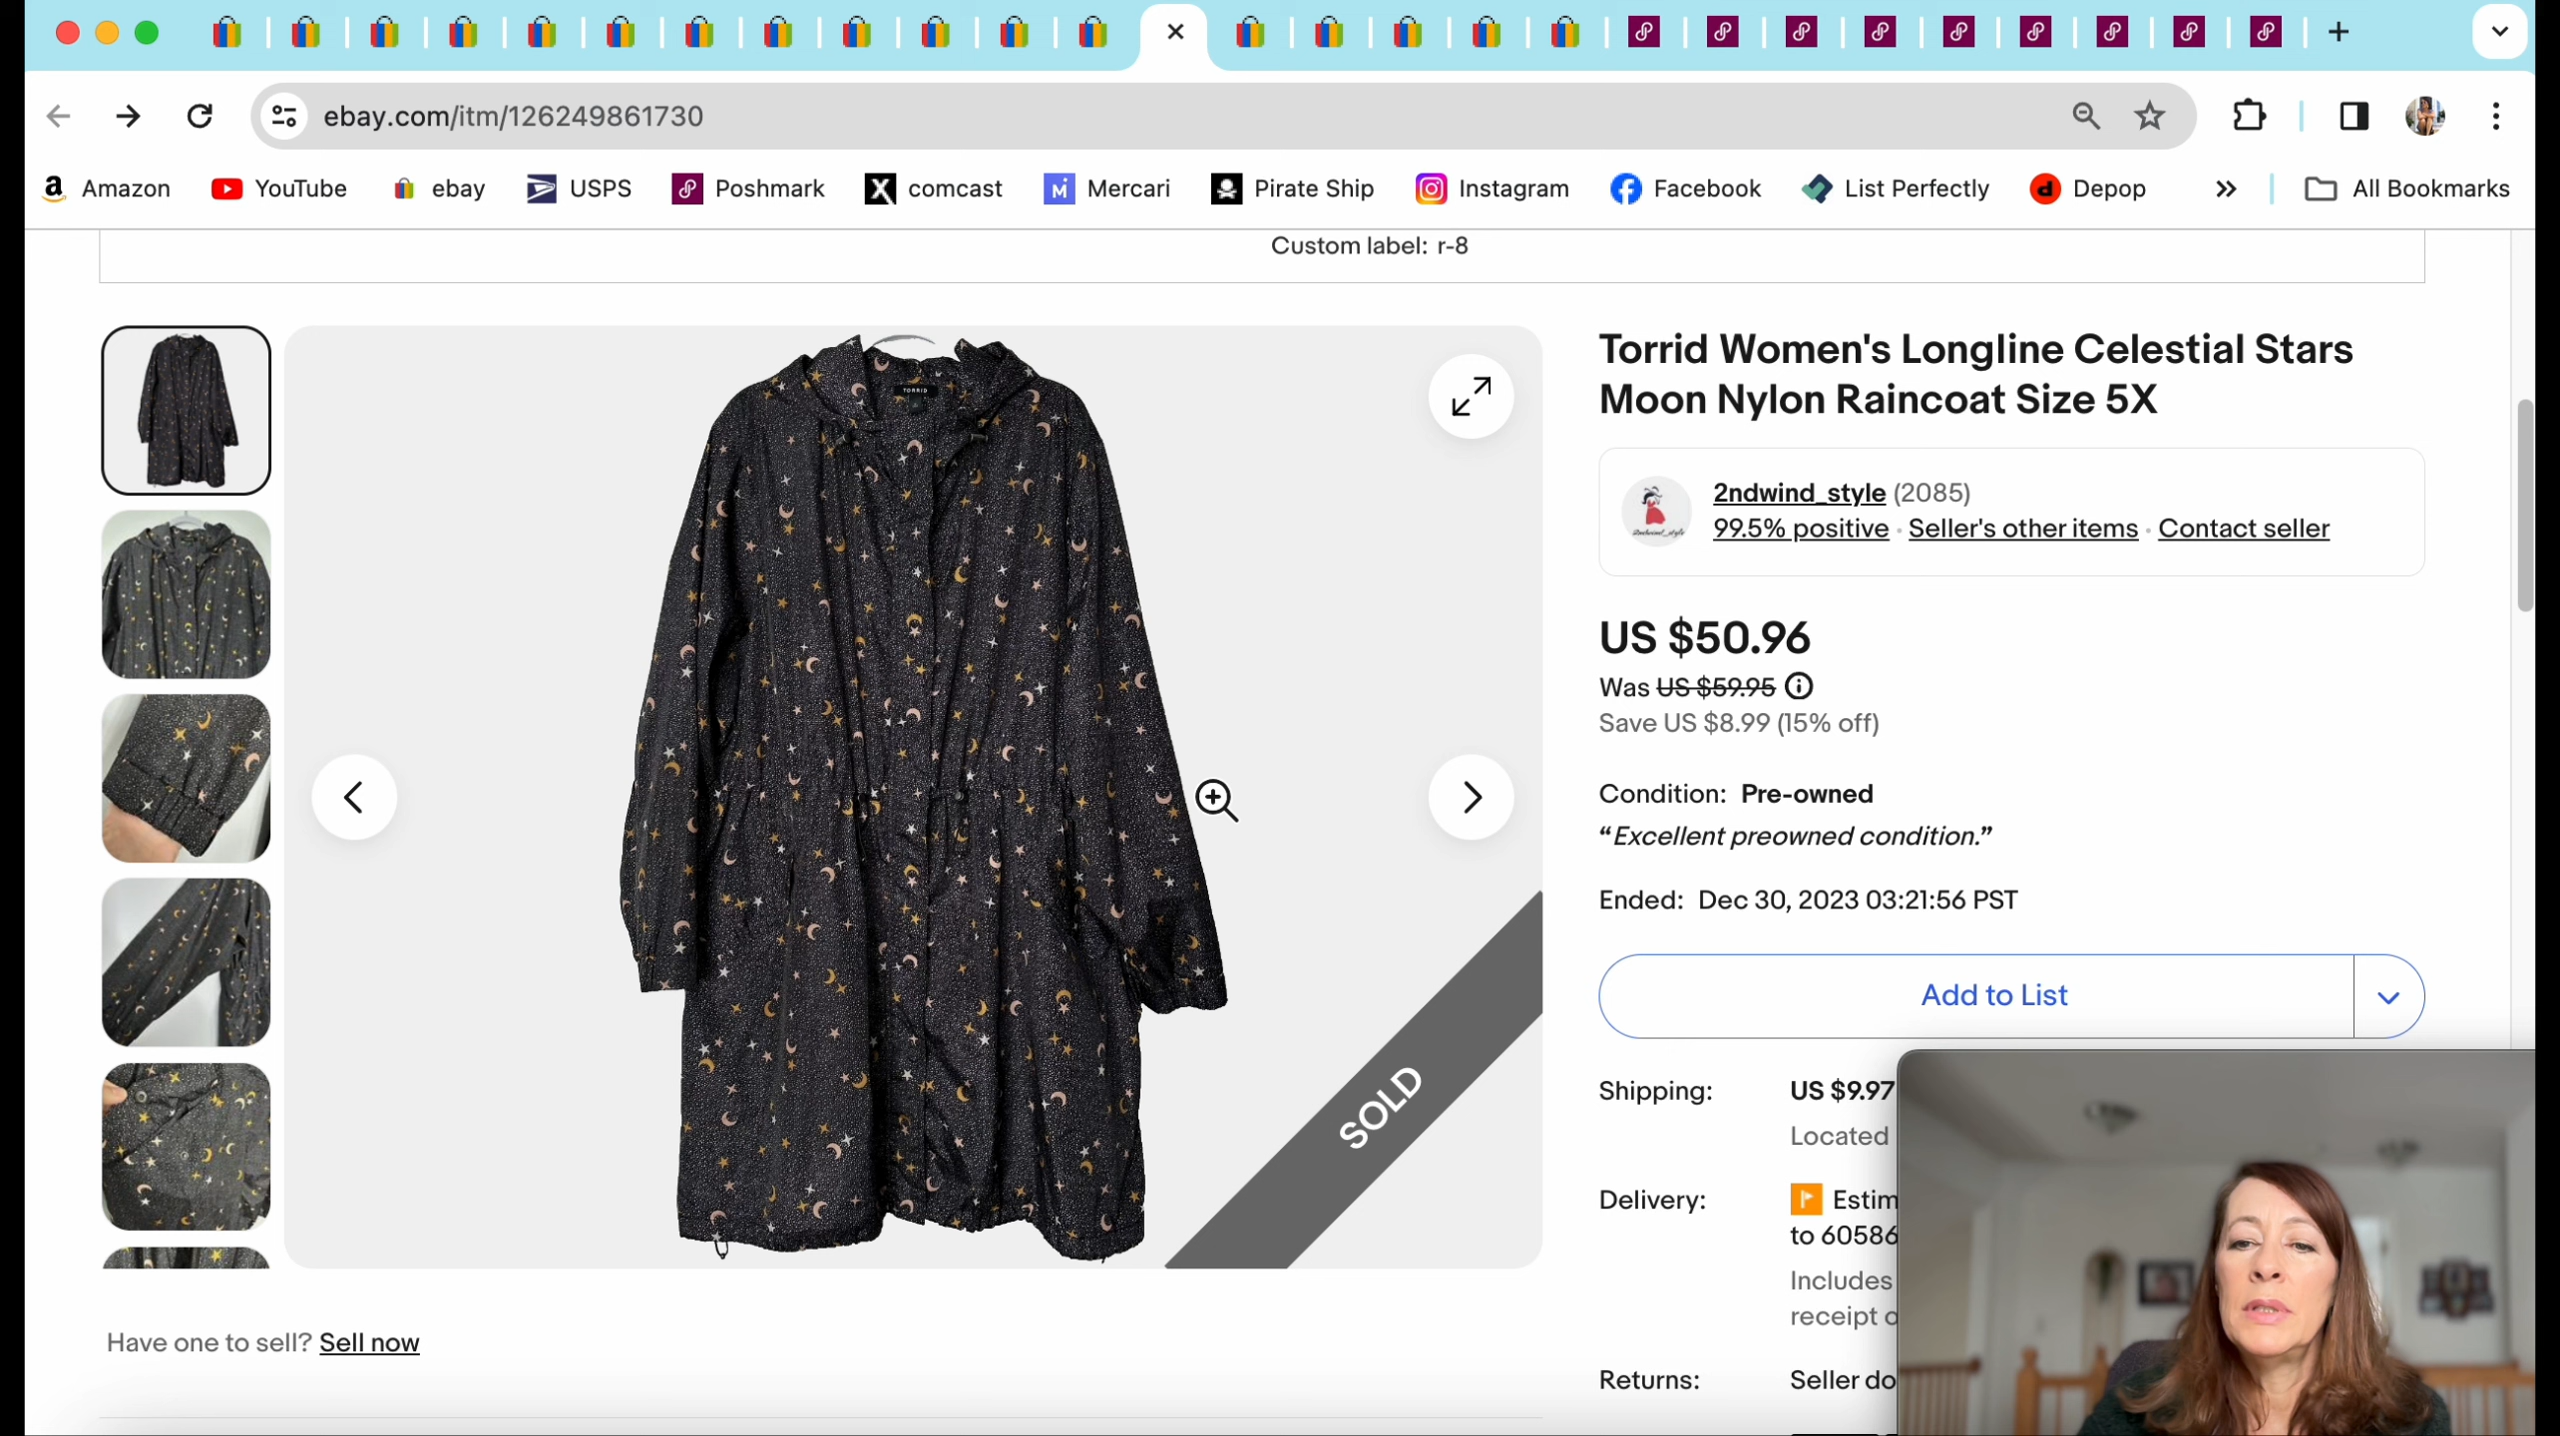 ebay.com/itm/126249861730
Amazon YouTube ebay USPS Poshmark comcast Mercari Pirate Ship Instagram Facebook List Perfectly Depop » All Bookmarks
Custom label: r-8
TORRID
Torrid Women's Longline Celestial Stars
Moon Nylon Raincoat Size 5X
2ndwind_style (2085)
99.5% positive · Seller's other items · Contact seller
US $50.96
Was US $59.95
Save US $8.99 (15% off)
Condition: Pre-owned
“Excellent preowned condition.”
Ended: Dec 30, 2023 03:21:56 PST
Add to List
SOLD
Shipping: US $9.97
Located
Delivery: Estim
to 60586
Includes
receipt o
Returns: Seller do
Have one to sell? Sell now